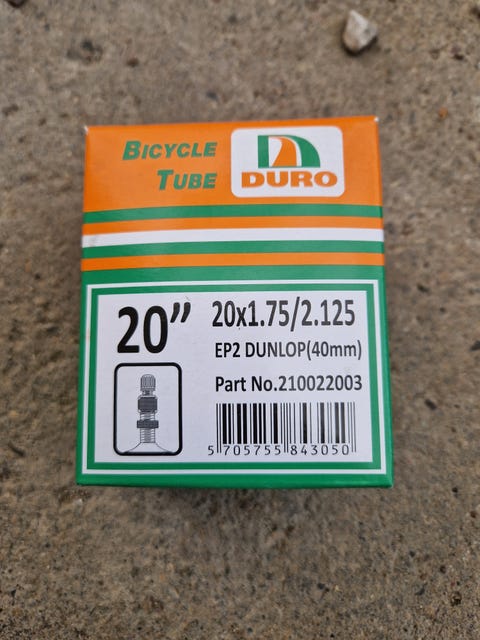 BICYCLE
TUBE
DURO
20”
20x1.75/2.125
EP2 DUNLOP(40mm)
Part No.210022003
5 705755 843050